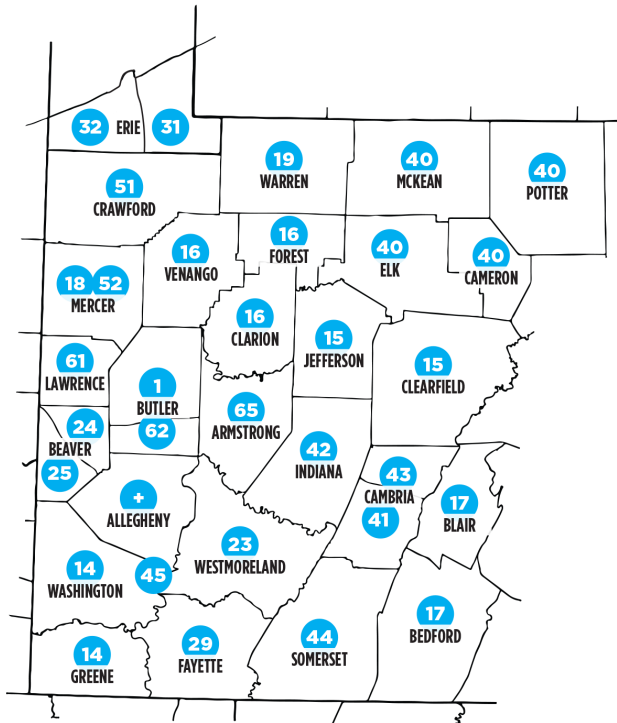 32 ERIE 31
19
WARREN
40
MCKEAN
40
POTTER
51
CRAWFORD
16
VENANGO
16
FOREST
40
ELK
40
CAMERON
18 52
MERCER
16
CLARION
15
JEFFERSON
15
CLEARFIELD
61
LAWRENCE
1
BUTLER
62
65
ARMSTRONG
24
BEAVER
25
42
INDIANA
43
CAMBRIA
41
17
BLAIR
+
ALLEGHENY
23
WESTMORELAND
14
WASHINGTON
45
17
BEDFORD
14
GREENE
29
FAYETTE
44
SOMERSET